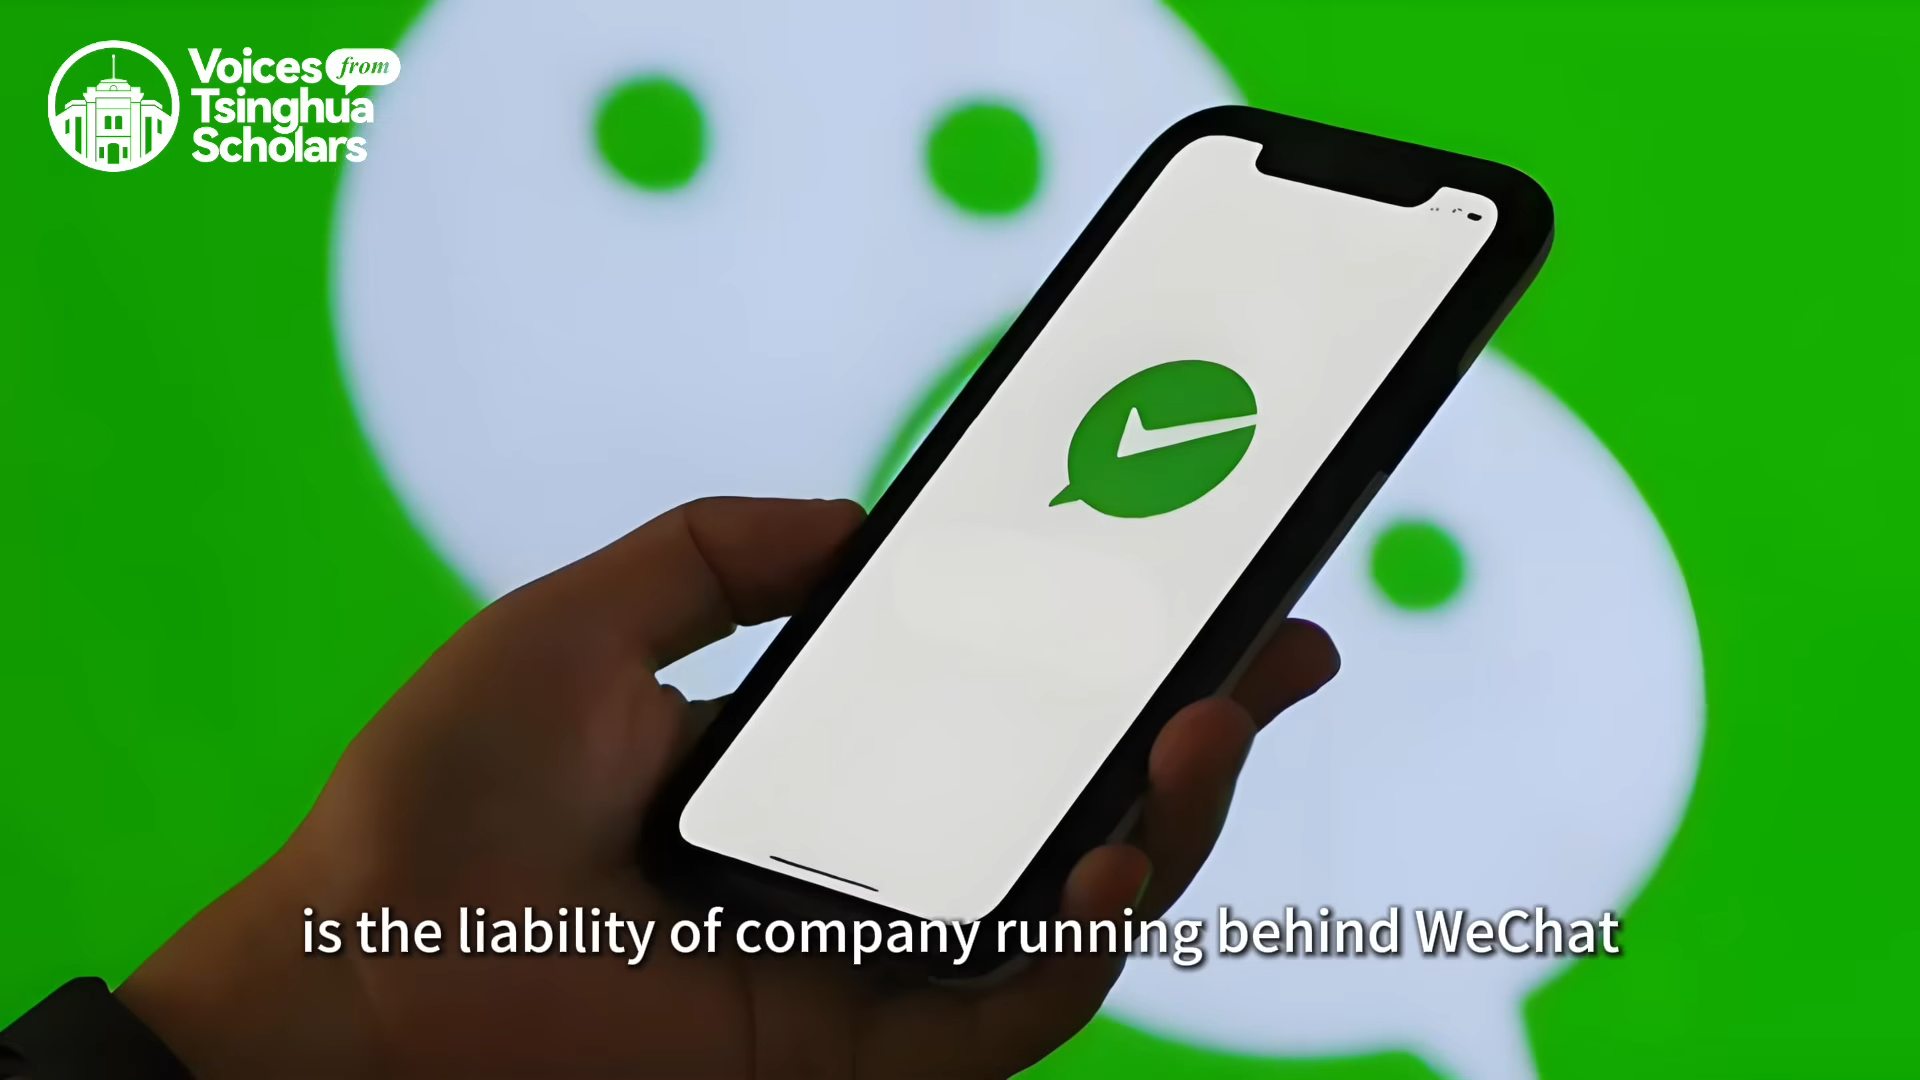 Voices from
Tsinghua
Scholars
is the liability of company running behind WeChat